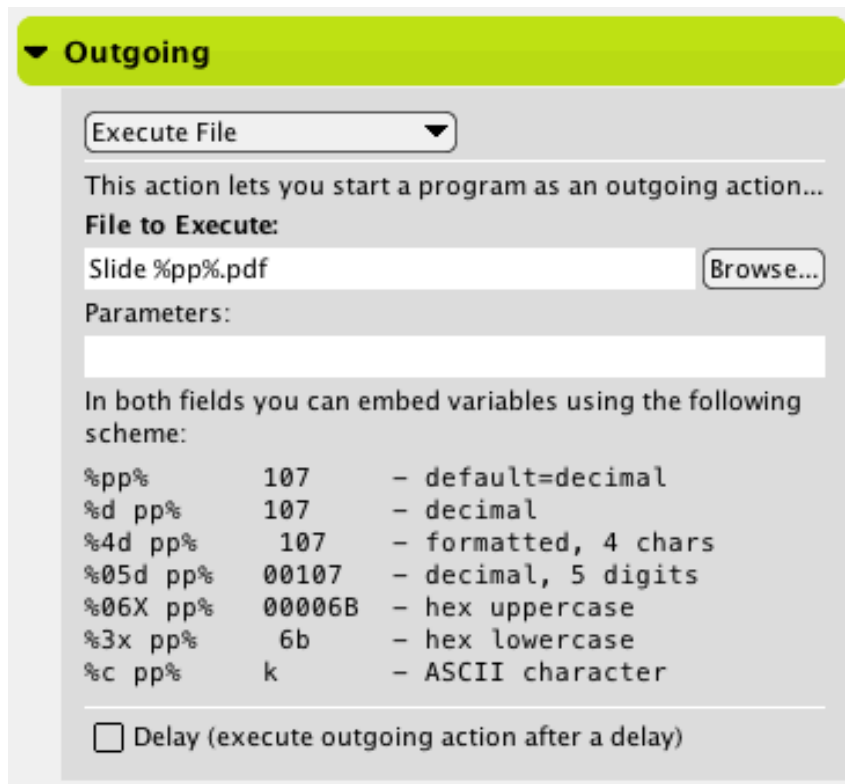 Outgoing
Execute File
This action lets you start a program as an outgoing action...
File to Execute:
Slide %pp%.pdf Browse...
Parameters:
In both fields you can embed variables using the following
scheme:
%pp% 107 – default=decimal
%d pp% 107 – decimal
%4d pp% 107 – formatted, 4 chars
%05d pp% 00107 – decimal, 5 digits
%06X pp% 00006B – hex uppercase
%3x pp% 6b – hex lowercase
%c pp% k – ASCII character
Delay (execute outgoing action after a delay)